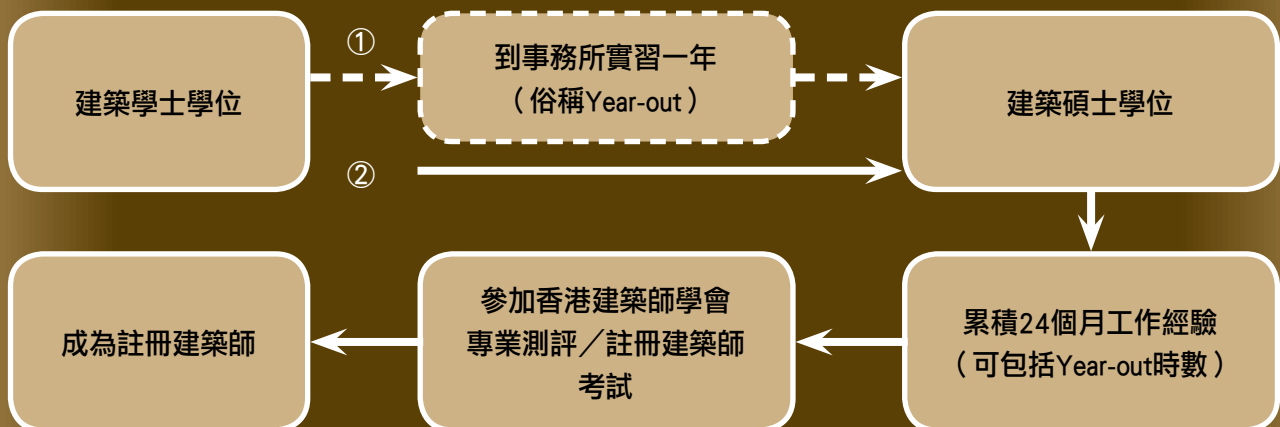 建築學士學位
①
到事務所實習一年
（俗稱Year-out）
②
建築碩士學位
累積24個月工作經驗
（可包括Year-out時數）
參加香港建築師學會
專業測評／註冊建築師
考試
成為註冊建築師